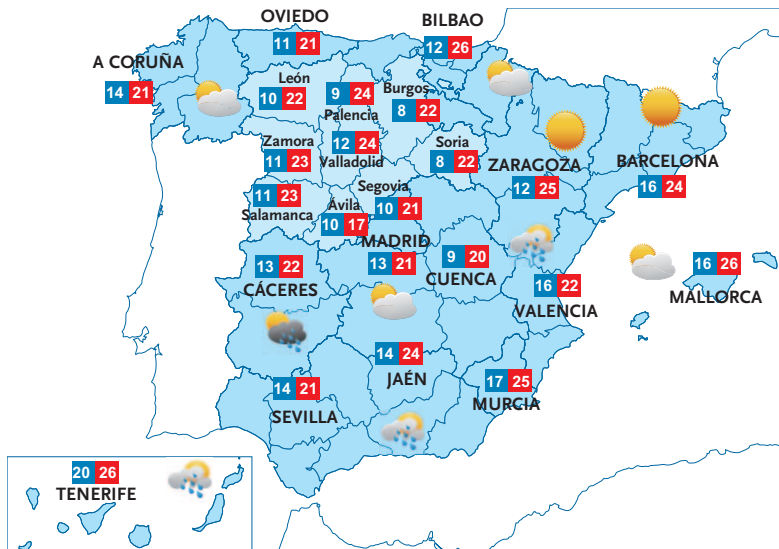 OVIEDO
11 21
BILBAO
12 26
A CORUÑA
14 21
León
10 22
9 24
Palencia
Burgos
8 22
Zamora
11 23
12 24
Valladolid
Soria
8 22
ZARAGOZA
12 25
BARCELONA
16 24
11 23
Salamanca
Ávila
10 17
Segovia
10 21
MADRID
13 21
9 20
CUENCA
13 22
CÁCERES
16 22
VALENCIA
16 26
MALLORCA
14 24
JAÉN
14 21
SEVILLA
17 25
MURCIA
20 26
TENERIFE